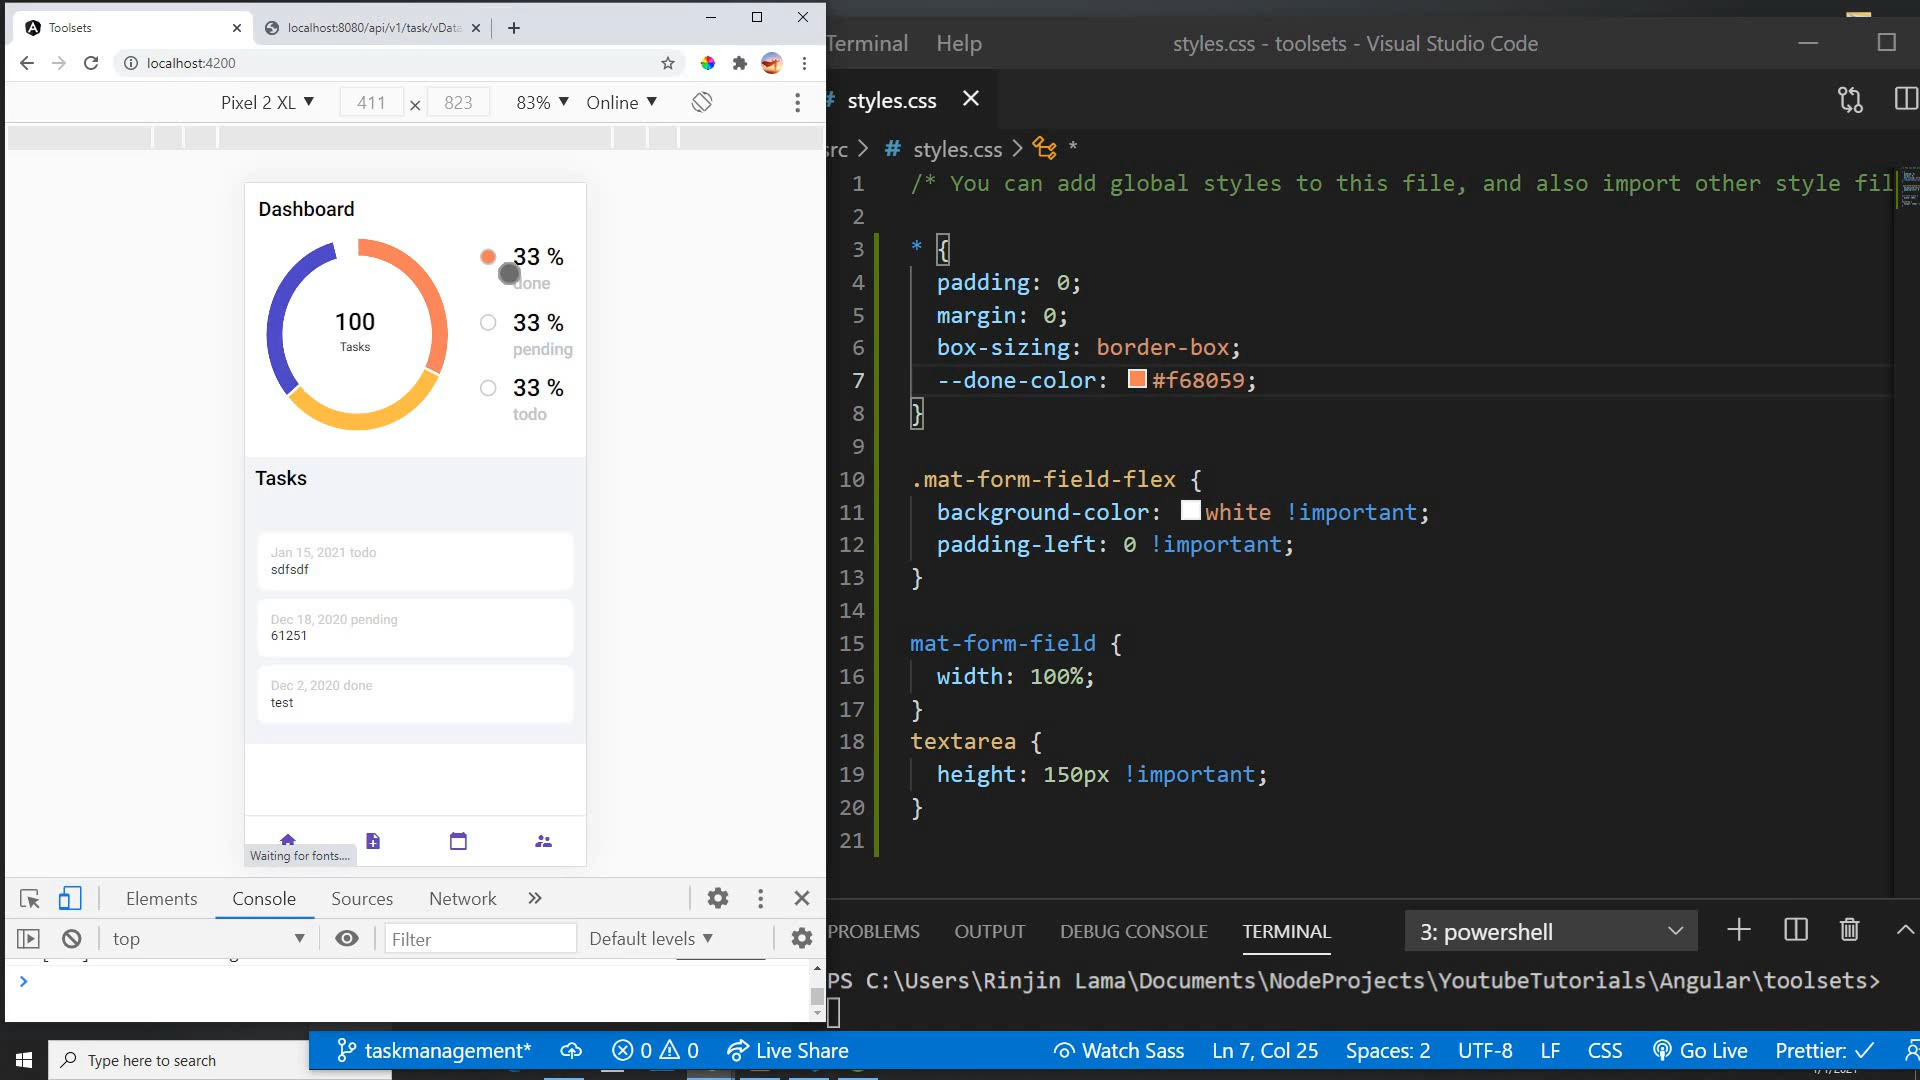 Toolsets
localhost:8080/api/v1/task/vData
localhost:4200
Pixel 2 XL ▼ 411 × 823 83% ▼ Online ▼
Dashboard
33 %
done
100
Tasks
33 %
pending
33 %
todo
Tasks
Jan 15, 2021 todo
sdfsdf
Dec 18, 2020 pending
61251
Dec 2, 2020 done
test
Waiting for fonts....
Elements Console Sources Network »
top ▼ Filter Default levels ▼
>
Terminal Help styles.css - toolsets - Visual Studio Code
# styles.css ×
src > # styles.css > *
1 /* You can add global styles to this file, and also import other style fil
2
3 * {
4 padding: 0;
5 margin: 0;
6 box-sizing: border-box;
7 --done-color: #f68059;
8 }
9
10 .mat-form-field-flex {
11 background-color: white !important;
12 padding-left: 0 !important;
13 }
14
15 mat-form-field {
16 width: 100%;
17 }
18 textarea {
19 height: 150px !important;
20 }
21
PROBLEMS OUTPUT DEBUG CONSOLE TERMINAL 3: powershell
PS C:\Users\Rinjin Lama\Documents\NodeProjects\YoutubeTutorials\Angular\toolsets>
taskmanagement* 0 0 Live Share Watch Sass Ln 7, Col 25 Spaces: 2 UTF-8 LF CSS Go Live Prettier: ✓
Type here to search